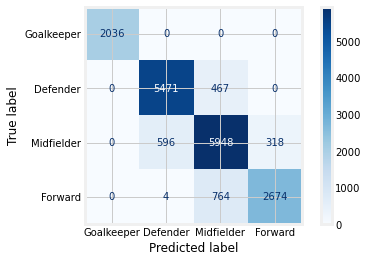 Goalkeeper 2036 0 0 0
Defender 0 5471 467 0
Midfielder 0 596 5948 318
Forward 0 4 764 2674
Goalkeeper Defender Midfielder Forward
Predicted label
True label
5000
4000
3000
2000
1000
0